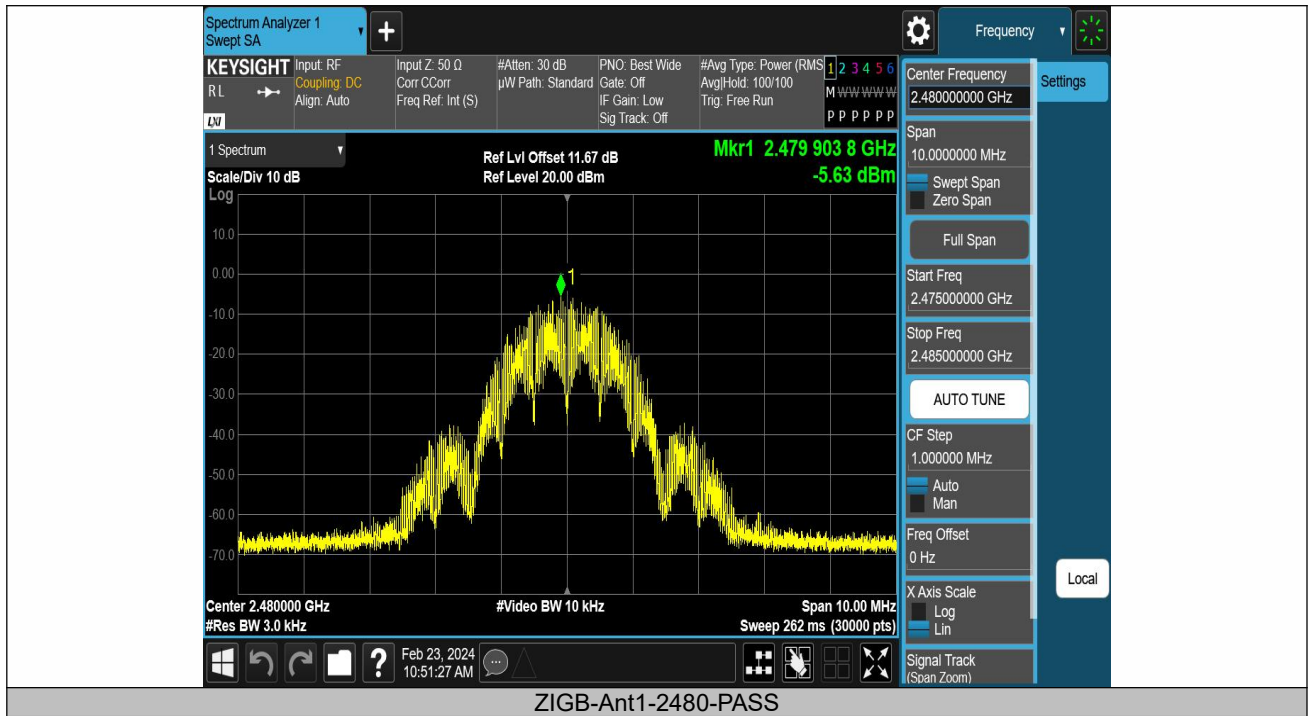 Spectrum Analyzer 1
Swept SA
+
Frequency
KEYSIGHT
R L
LXI
Input: RF
Coupling: DC
Align: Auto
Input Z: 50 Ω
Corr CCorr
Freq Ref: Int (S)
#Atten: 30 dB
µW Path: Standard
PNO: Best Wide
Gate: Off
IF Gain: Low
Sig Track: Off
#Avg Type: Power (RMS
Avg|Hold: 100/100
Trig: Free Run
1 2 3 4 5 6
M W W W W W
P P P P P P
1 Spectrum
Scale/Div 10 dB
Log
Ref Lvl Offset 11.67 dB
Ref Level 20.00 dBm
Mkr1 2.479 903 8 GHz
-5.63 dBm
1
10.0
0.00
-10.0
-20.0
-30.0
-40.0
-50.0
-60.0
-70.0
Center 2.480000 GHz
#Res BW 3.0 kHz
#Video BW 10 kHz
Span 10.00 MHz
Sweep 262 ms (30000 pts)
Center Frequency
2.480000000 GHz
Settings
Span
10.0000000 MHz
Swept Span
Zero Span
Full Span
Start Freq
2.475000000 GHz
Stop Freq
2.485000000 GHz
AUTO TUNE
CF Step
1.000000 MHz
Auto
Man
Freq Offset
0 Hz
X Axis Scale
Log
Lin
Local
Signal Track
(Span Zoom)
?
Feb 23, 2024
10:51:27 AM
ZIGB-Ant1-2480-PASS